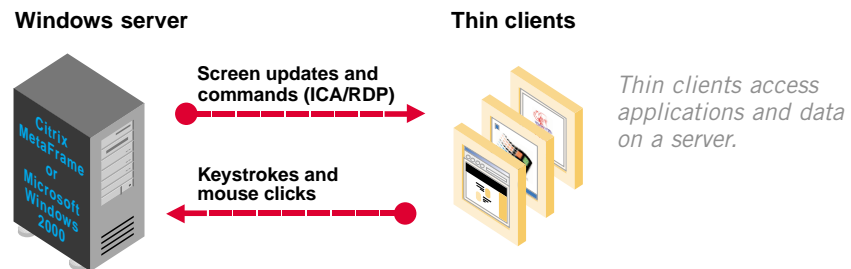 Windows server
Thin clients
Screen updates and
commands (ICA/RDP)
Thin clients access
applications and data
on a server.
Citrix
MetaFrame
or
Microsoft
Windows
2000
Keystrokes and
mouse clicks